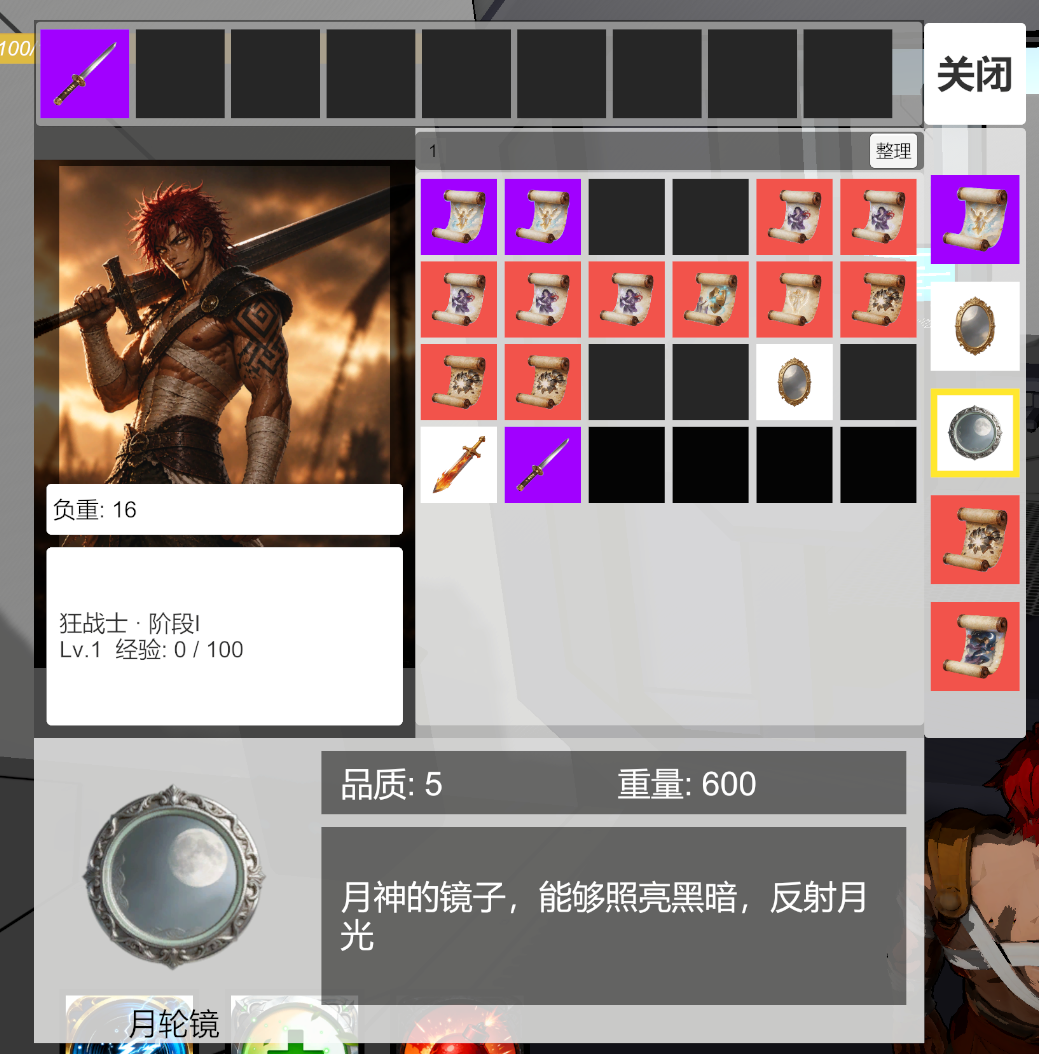 100/
关闭
1
整理
负重: 16
狂战士 · 阶段I
Lv.1 经验: 0 / 100
品质: 5 重量: 600
月神的镜子，能够照亮黑暗，反射月
光
月轮镜